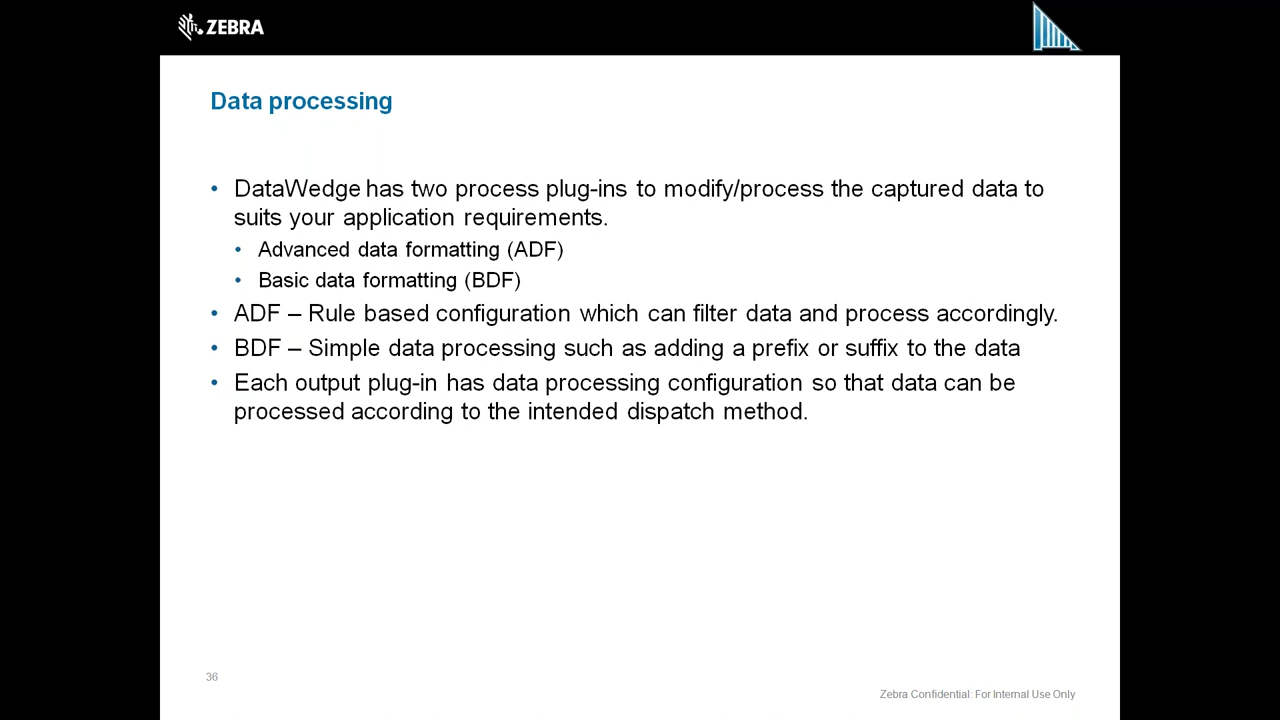 ZEBRA
Data processing
• DataWedge has two process plug-ins to modify/process the captured data to
suits your application requirements.
• Advanced data formatting (ADF)
• Basic data formatting (BDF)
• ADF – Rule based configuration which can filter data and process accordingly.
• BDF – Simple data processing such as adding a prefix or suffix to the data
• Each output plug-in has data processing configuration so that data can be
processed according to the intended dispatch method.
36
Zebra Confidential: For Internal Use Only